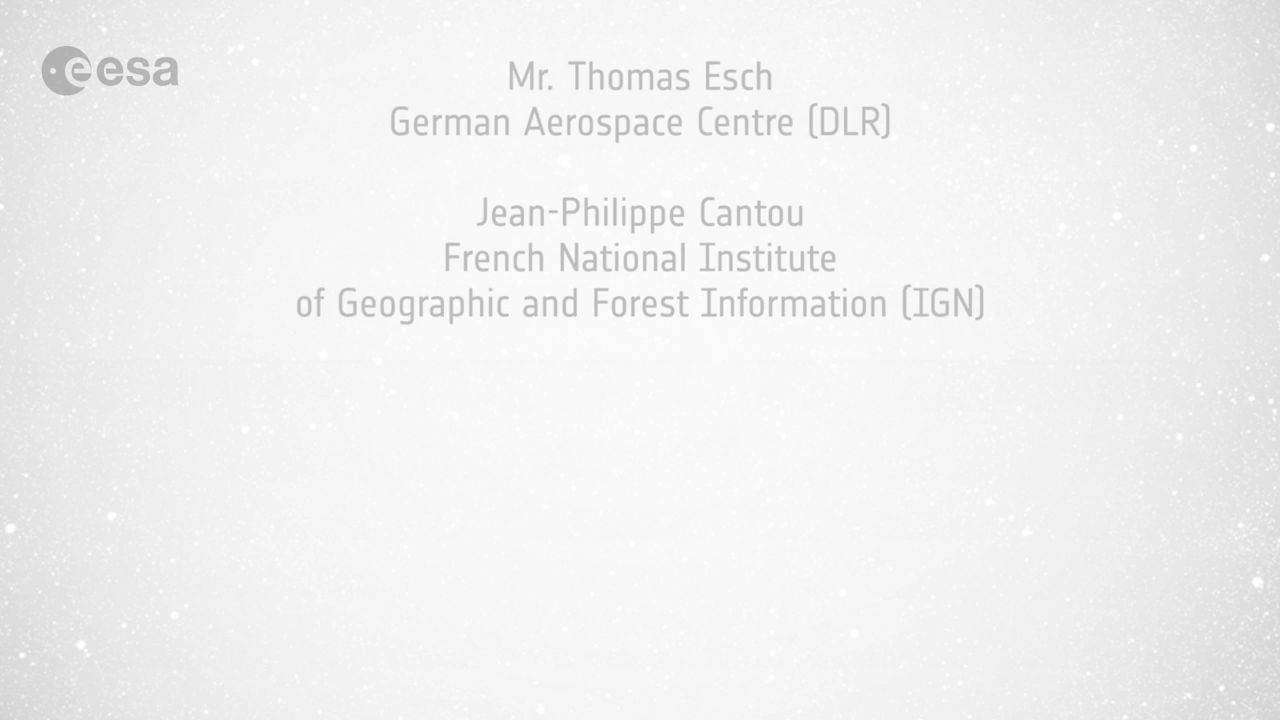 esa
Mr. Thomas Esch
German Aerospace Centre (DLR)
Jean-Philippe Cantou
French National Institute
of Geographic and Forest Information (IGN)